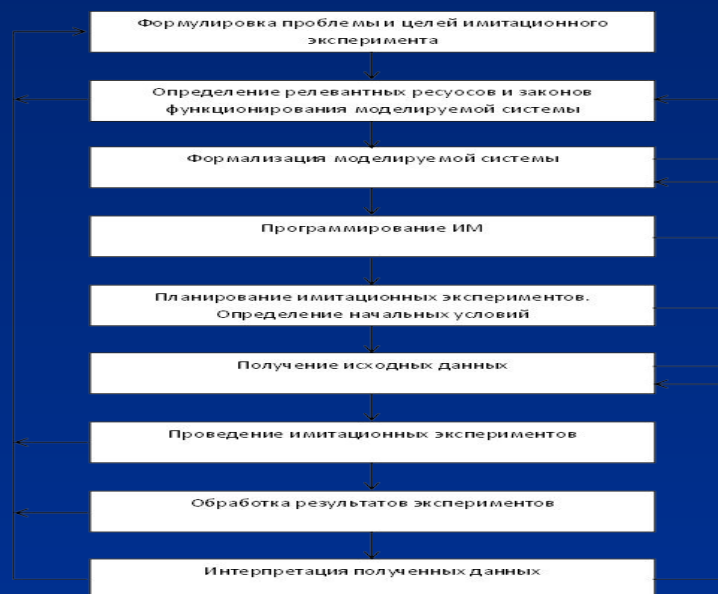 Формулировка проблемы и целей имитационного
эксперимента
Определение релевантных ресуосов и законов
функционирования моделируемой системы
Формализация моделируемой системы
Программирование ИМ
Планирование имитационных экспериментов.
Определение начальных условий
Получение исходных данных
Проведение имитационных экспериментов
Обработка результатов экспериментов
Интерпретация полученных данных